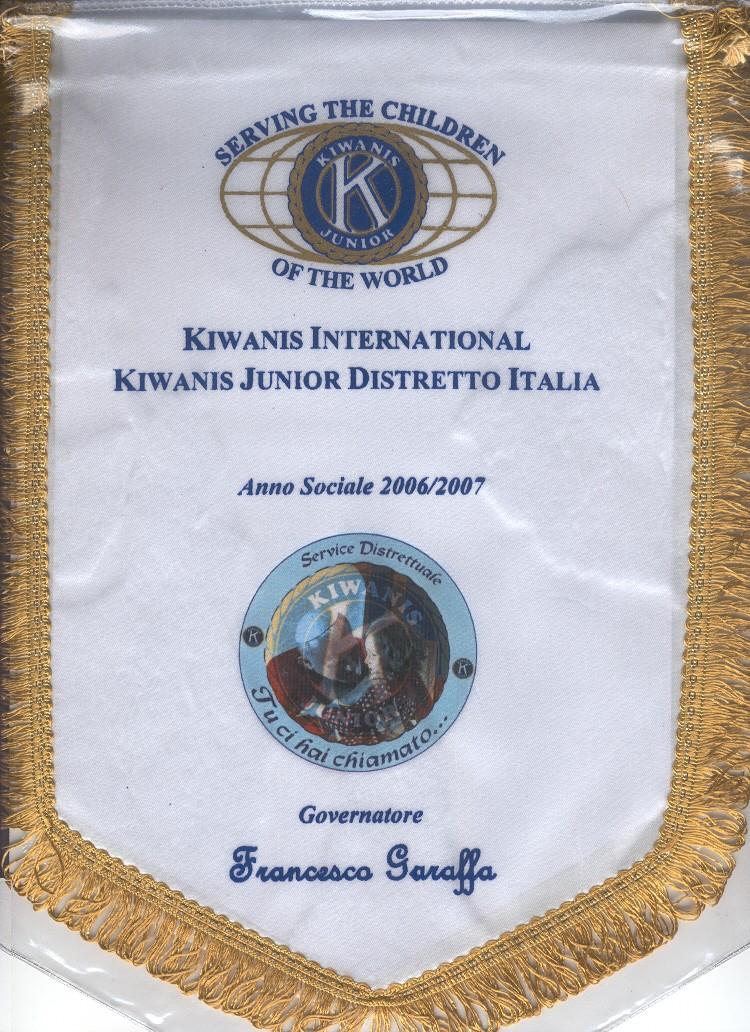 SERVING THE CHILDREN
KIWANIS
K
JUNIOR
OF THE WORLD
KIWANIS INTERNATIONAL
KIWANIS JUNIOR DISTRETTO ITALIA
Anno Sociale 2006/2007
Service Distrettuale
KIWANIS
K
K
K
JUNIOR
Tu ci hai chiamato...
Governatore
Francesco Garaffa